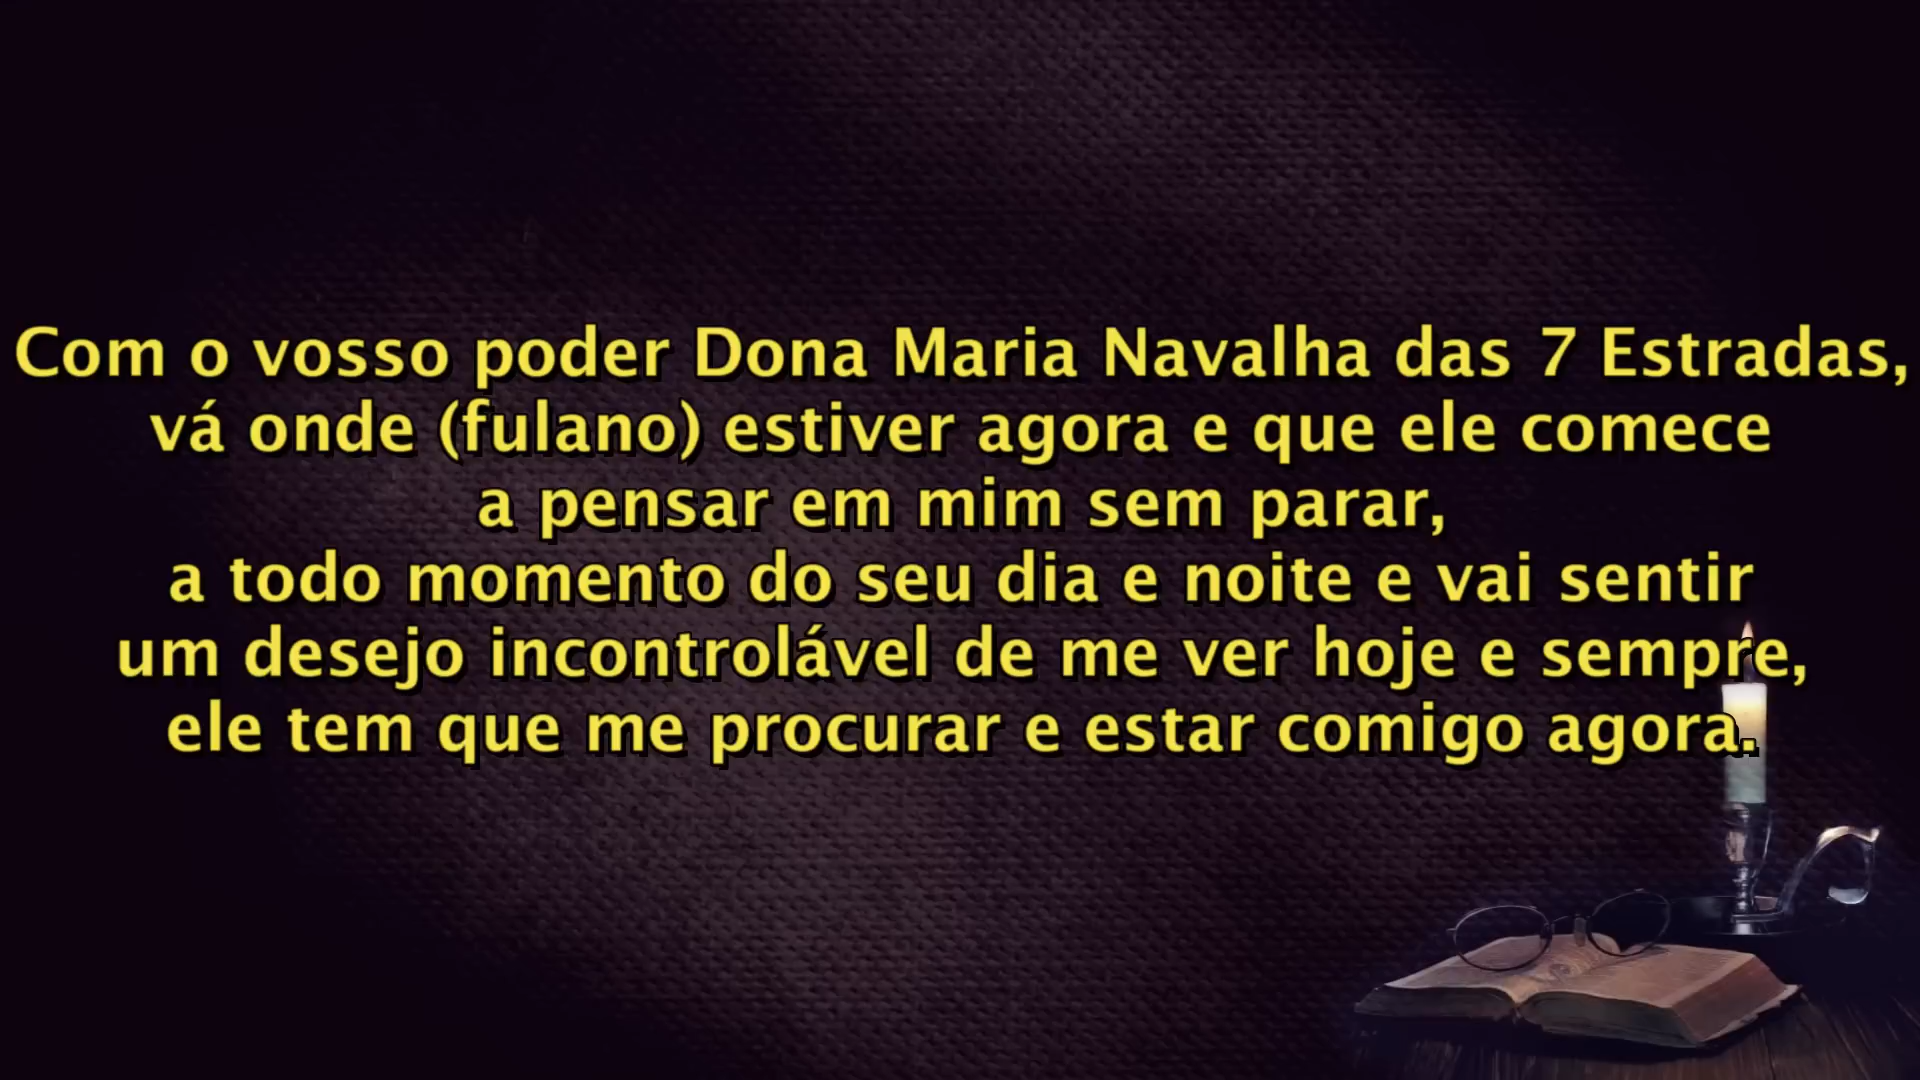 Com o vosso poder Dona Maria Navalha das 7 Estradas,
vá onde (fulano) estiver agora e que ele comece
a pensar em mim sem parar,
a todo momento do seu dia e noite e vai sentir
um desejo incontrolável de me ver hoje e sempre,
ele tem que me procurar e estar comigo agora.